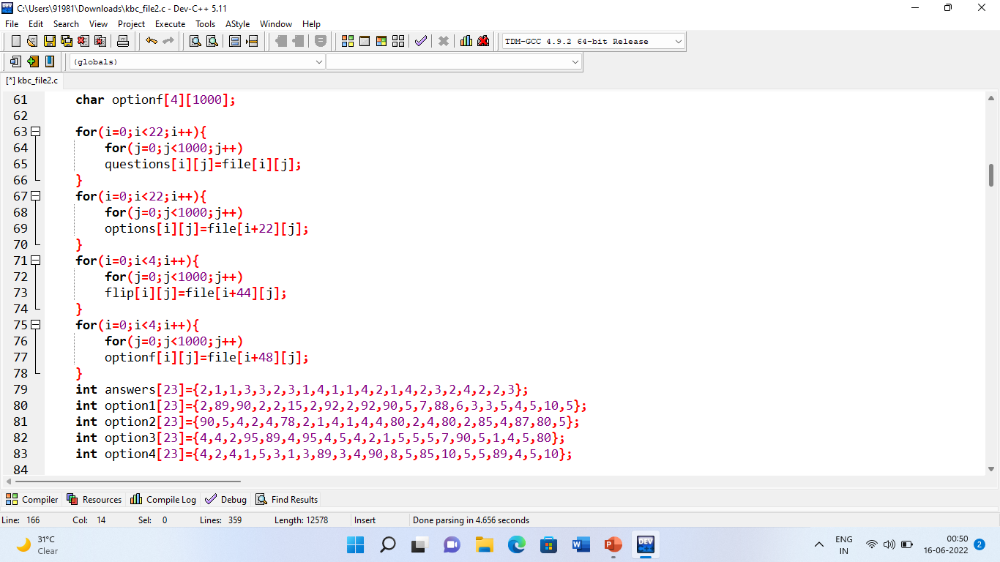 C:\Users\91981\Downloads\kbc_file2.c - Dev-C++ 5.11
File Edit Search View Project Execute Tools AStyle Window Help
TDM-GCC 4.9.2 64-bit Release
(globals)
[*] kbc_file2.c
61 char optionf[4][1000];
62
63 for(i=0;i<22;i++){
64 for(j=0;j<1000;j++)
65 questions[i][j]=file[i][j];
66 }
67 for(i=0;i<22;i++){
68 for(j=0;j<1000;j++)
69 options[i][j]=file[i+22][j];
70 }
71 for(i=0;i<4;i++){
72 for(j=0;j<1000;j++)
73 flip[i][j]=file[i+44][j];
74 }
75 for(i=0;i<4;i++){
76 for(j=0;j<1000;j++)
77 optionf[i][j]=file[i+48][j];
78 }
79 int answers[23]={2,1,1,3,3,2,3,1,4,1,1,4,2,1,4,2,3,2,4,2,2,3};
80 int option1[23]={2,89,90,2,2,15,2,92,2,92,90,5,7,88,6,3,3,5,4,5,10,5};
81 int option2[23]={90,5,4,2,4,78,2,1,4,1,4,4,80,2,4,80,2,85,4,87,80,5};
82 int option3[23]={4,4,2,95,89,4,95,4,5,4,2,1,5,5,5,7,90,5,1,4,5,80};
83 int option4[23]={4,2,4,1,5,3,1,3,89,3,4,90,8,5,85,10,5,5,89,4,5,10};
84
Compiler Resources Compile Log Debug Find Results
Line: 166 Col: 14 Sel: 0 Lines: 359 Length: 12578 Insert Done parsing in 4.656 seconds
31°C
Clear
DEV
ENG
IN
00:50
16-06-2022
2